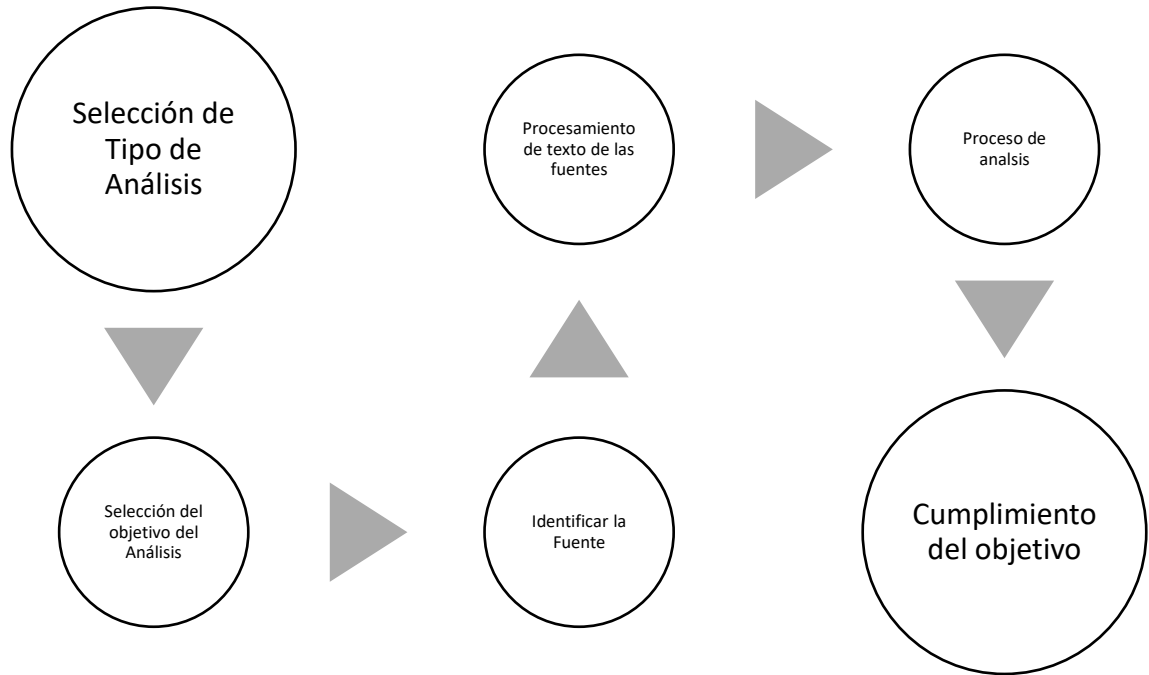 Selección de
Tipo de
Análisis
Selección del
objetivo del
Análisis
Identificar la
Fuente
Procesamiento
de texto de las
fuentes
Proceso de
analsis
Cumplimiento
del objetivo